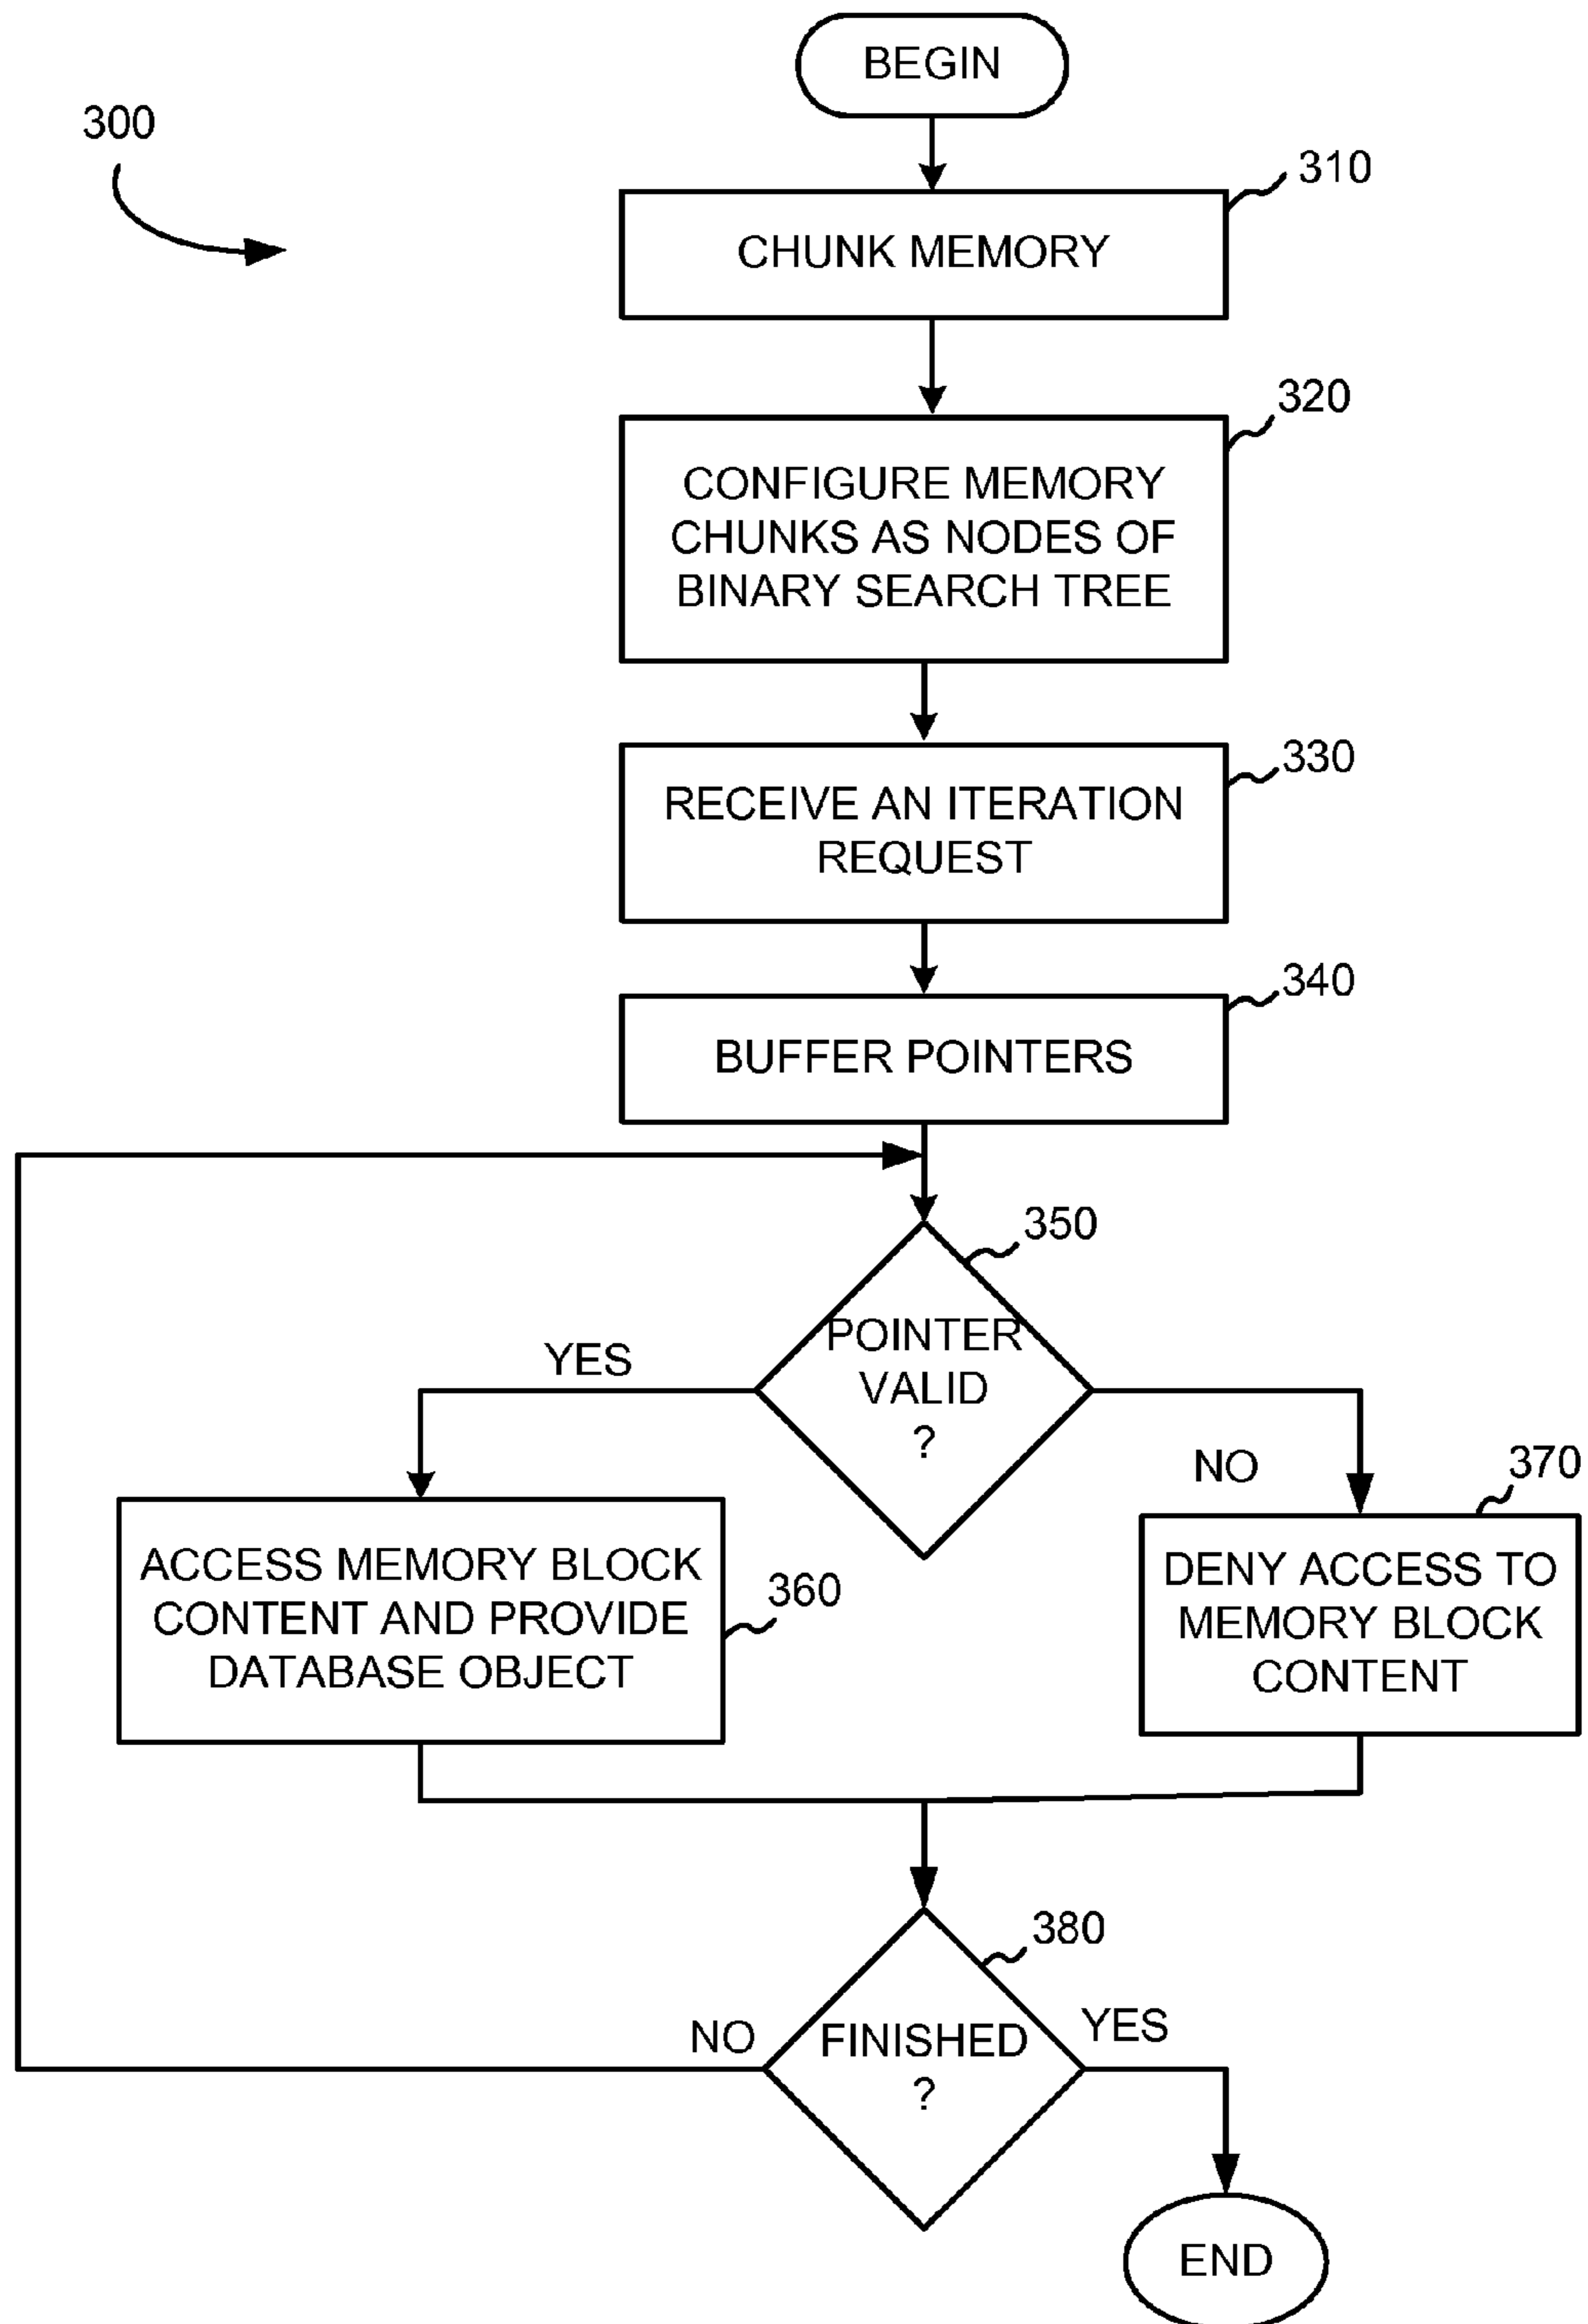 BEGIN
300
310
CHUNK MEMORY
320
CONFIGURE MEMORY
CHUNKS AS NODES OF
BINARY SEARCH TREE
330
RECEIVE AN ITERATION
REQUEST
340
BUFFER POINTERS
350
POINTER
VALID
?
YES
NO
360
ACCESS MEMORY BLOCK
CONTENT AND PROVIDE
DATABASE OBJECT
370
DENY ACCESS TO
MEMORY BLOCK
CONTENT
380
FINISHED
?
NO
YES
END